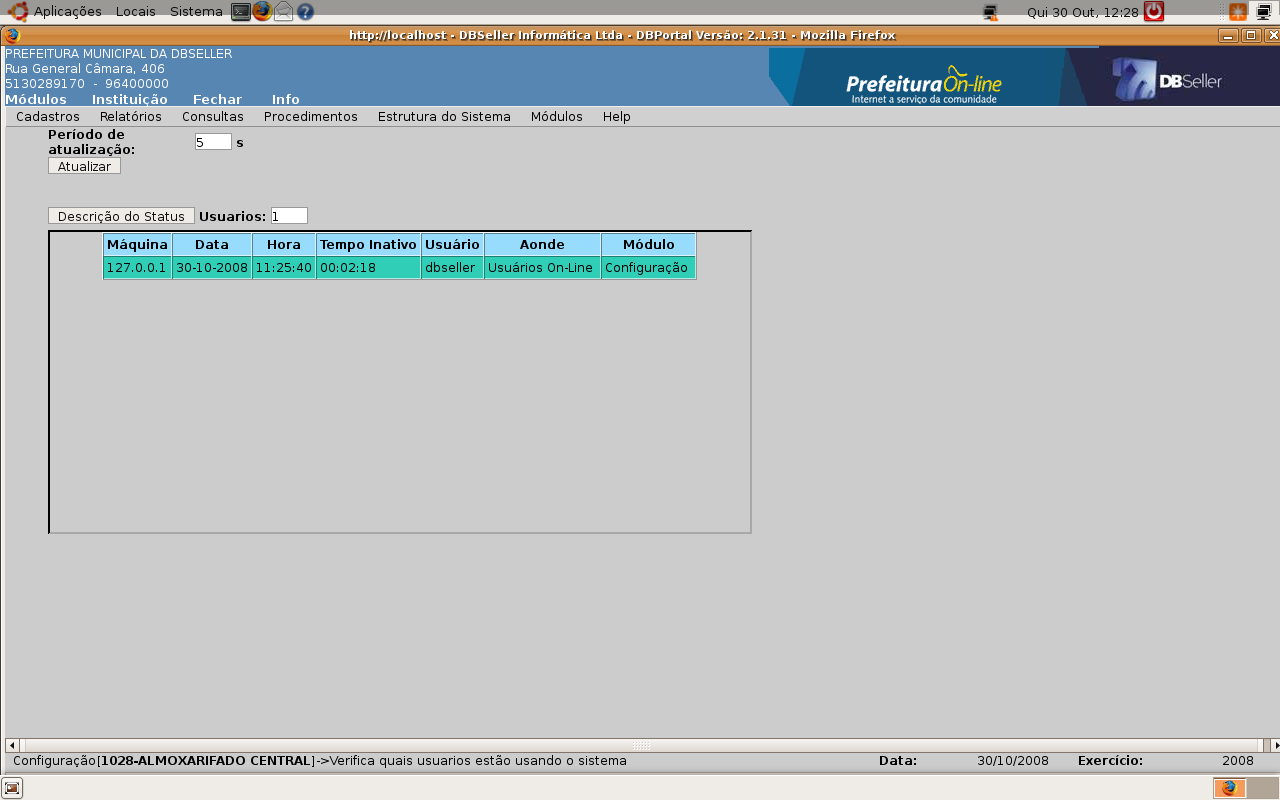 Aplicações Locais Sistema Qui 30 Out, 12:28
http://localhost - DBSeller Informática Ltda - DBPortal Versão: 2.1.31 - Mozilla Firefox
PREFEITURA MUNICIPAL DA DBSELLER
Rua General Câmara, 406
5130289170 - 96400000
Módulos Instituição Fechar Info
Prefeitura On-line
Internet a serviço da comunidade
DBSeller
Cadastros Relatórios Consultas Procedimentos Estrutura do Sistema Módulos Help
Período de
atualização: 5 s
Atualizar
Descrição do Status Usuarios: 1
Máquina Data Hora Tempo Inativo Usuário Aonde Módulo
127.0.0.1 30-10-2008 11:25:40 00:02:18 dbseller Usuários On-Line Configuração
Configuração[1028-ALMOXARIFADO CENTRAL]->Verifica quais usuarios estão usando o sistema Data: 30/10/2008 Exercício: 2008